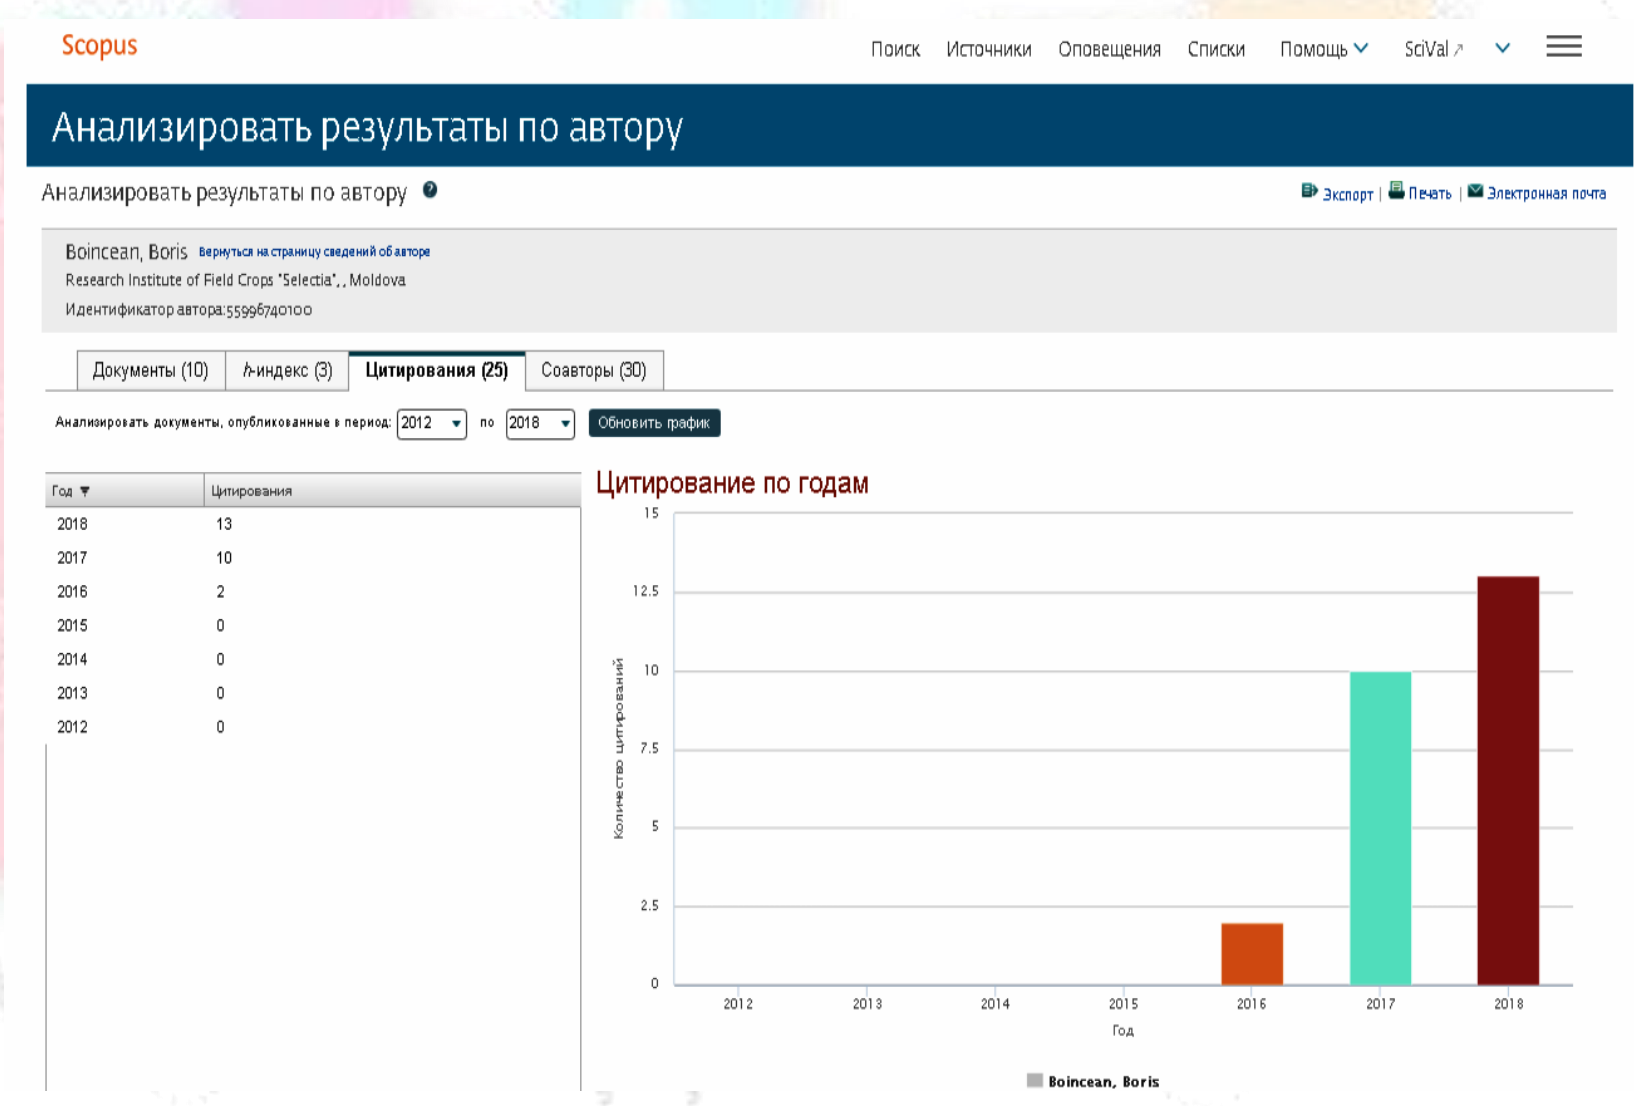 Scopus
Поиск Источники Оповещения Списки Помощь SciVal
Анализировать результаты по автору
Анализировать результаты по автору
Экспорт | Печать | Электронная почта
Boincean, Boris Вернуться на страницу сведений об авторе
Research Institute of Field Crops "Selectia", , Moldova
Идентификатор автора:55996740100
Документы (10) h-индекс (3) Цитирования (25) Соавторы (30)
Анализировать документы, опубликованные в период: 2012 по 2018 Обновить график
Год Цитирования
2018 13
2017 10
2016 2
2015 0
2014 0
2013 0
2012 0
Цитирование по годам
15
12.5
10
7.5
5
2.5
0
Количество цитирований
2012 2013 2014 2015 2016 2017 2018
Год
Boincean, Boris